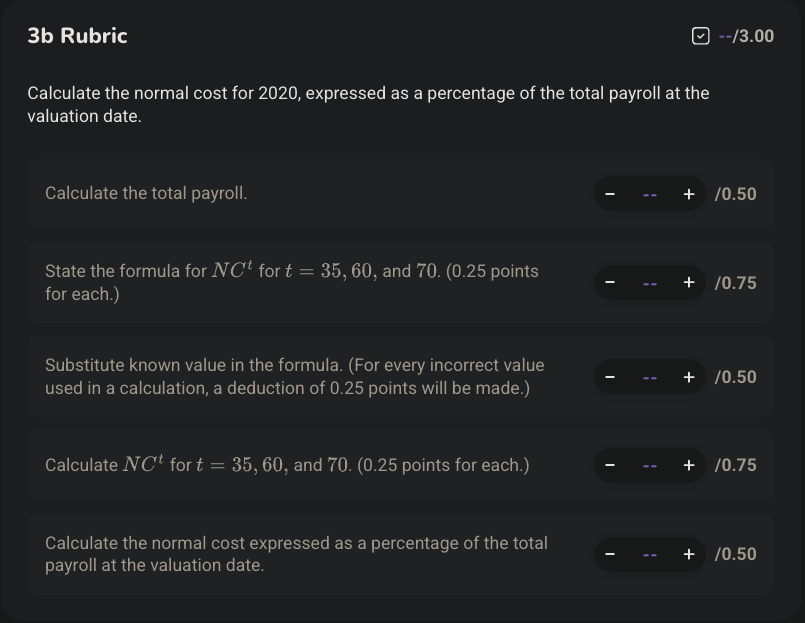 3b Rubric
--/3.00
Calculate the normal cost for 2020, expressed as a percentage of the total payroll at the
valuation date.
Calculate the total payroll.
− -- + /0.50
State the formula for NC^t for t = 35, 60, and 70. (0.25 points
for each.)
− -- + /0.75
Substitute known value in the formula. (For every incorrect value
used in a calculation, a deduction of 0.25 points will be made.)
− -- + /0.50
Calculate NC^t for t = 35, 60, and 70. (0.25 points for each.)
− -- + /0.75
Calculate the normal cost expressed as a percentage of the total
payroll at the valuation date.
− -- + /0.50